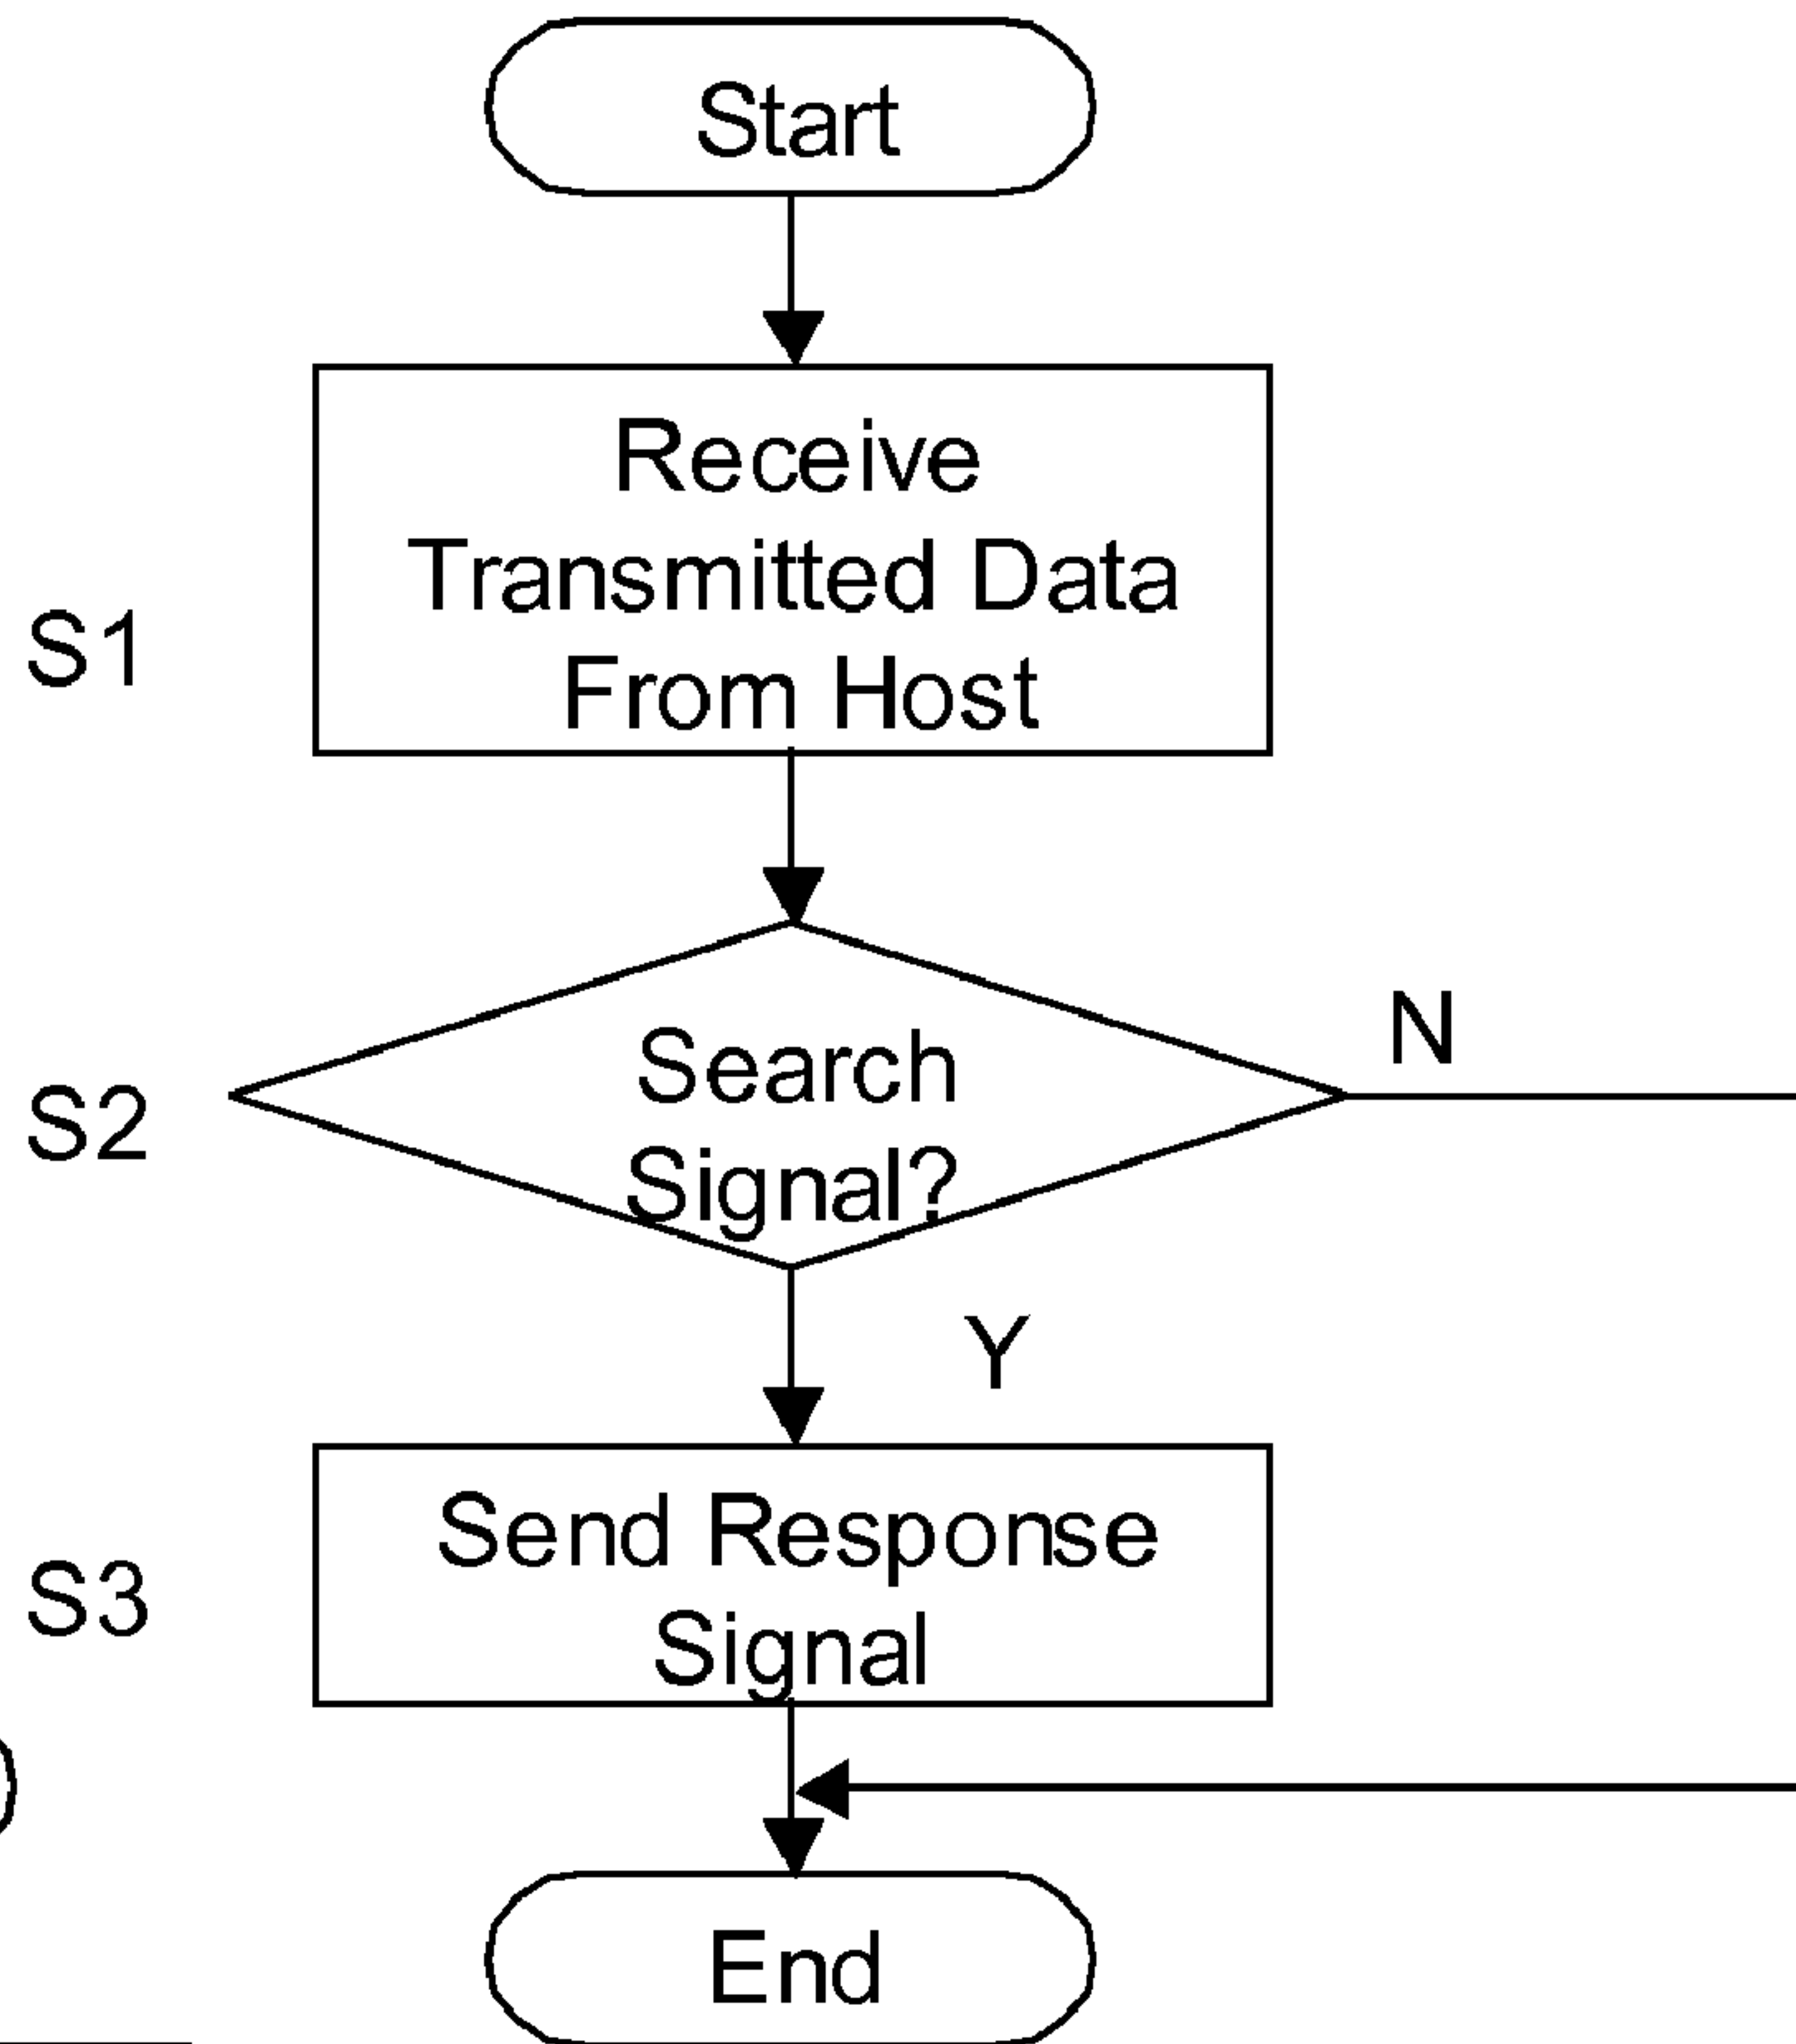 Start
Receive
Transmitted Data
From Host
S1
Search
Signal?
N
S2
Y
Send Response
Signal
S3
End